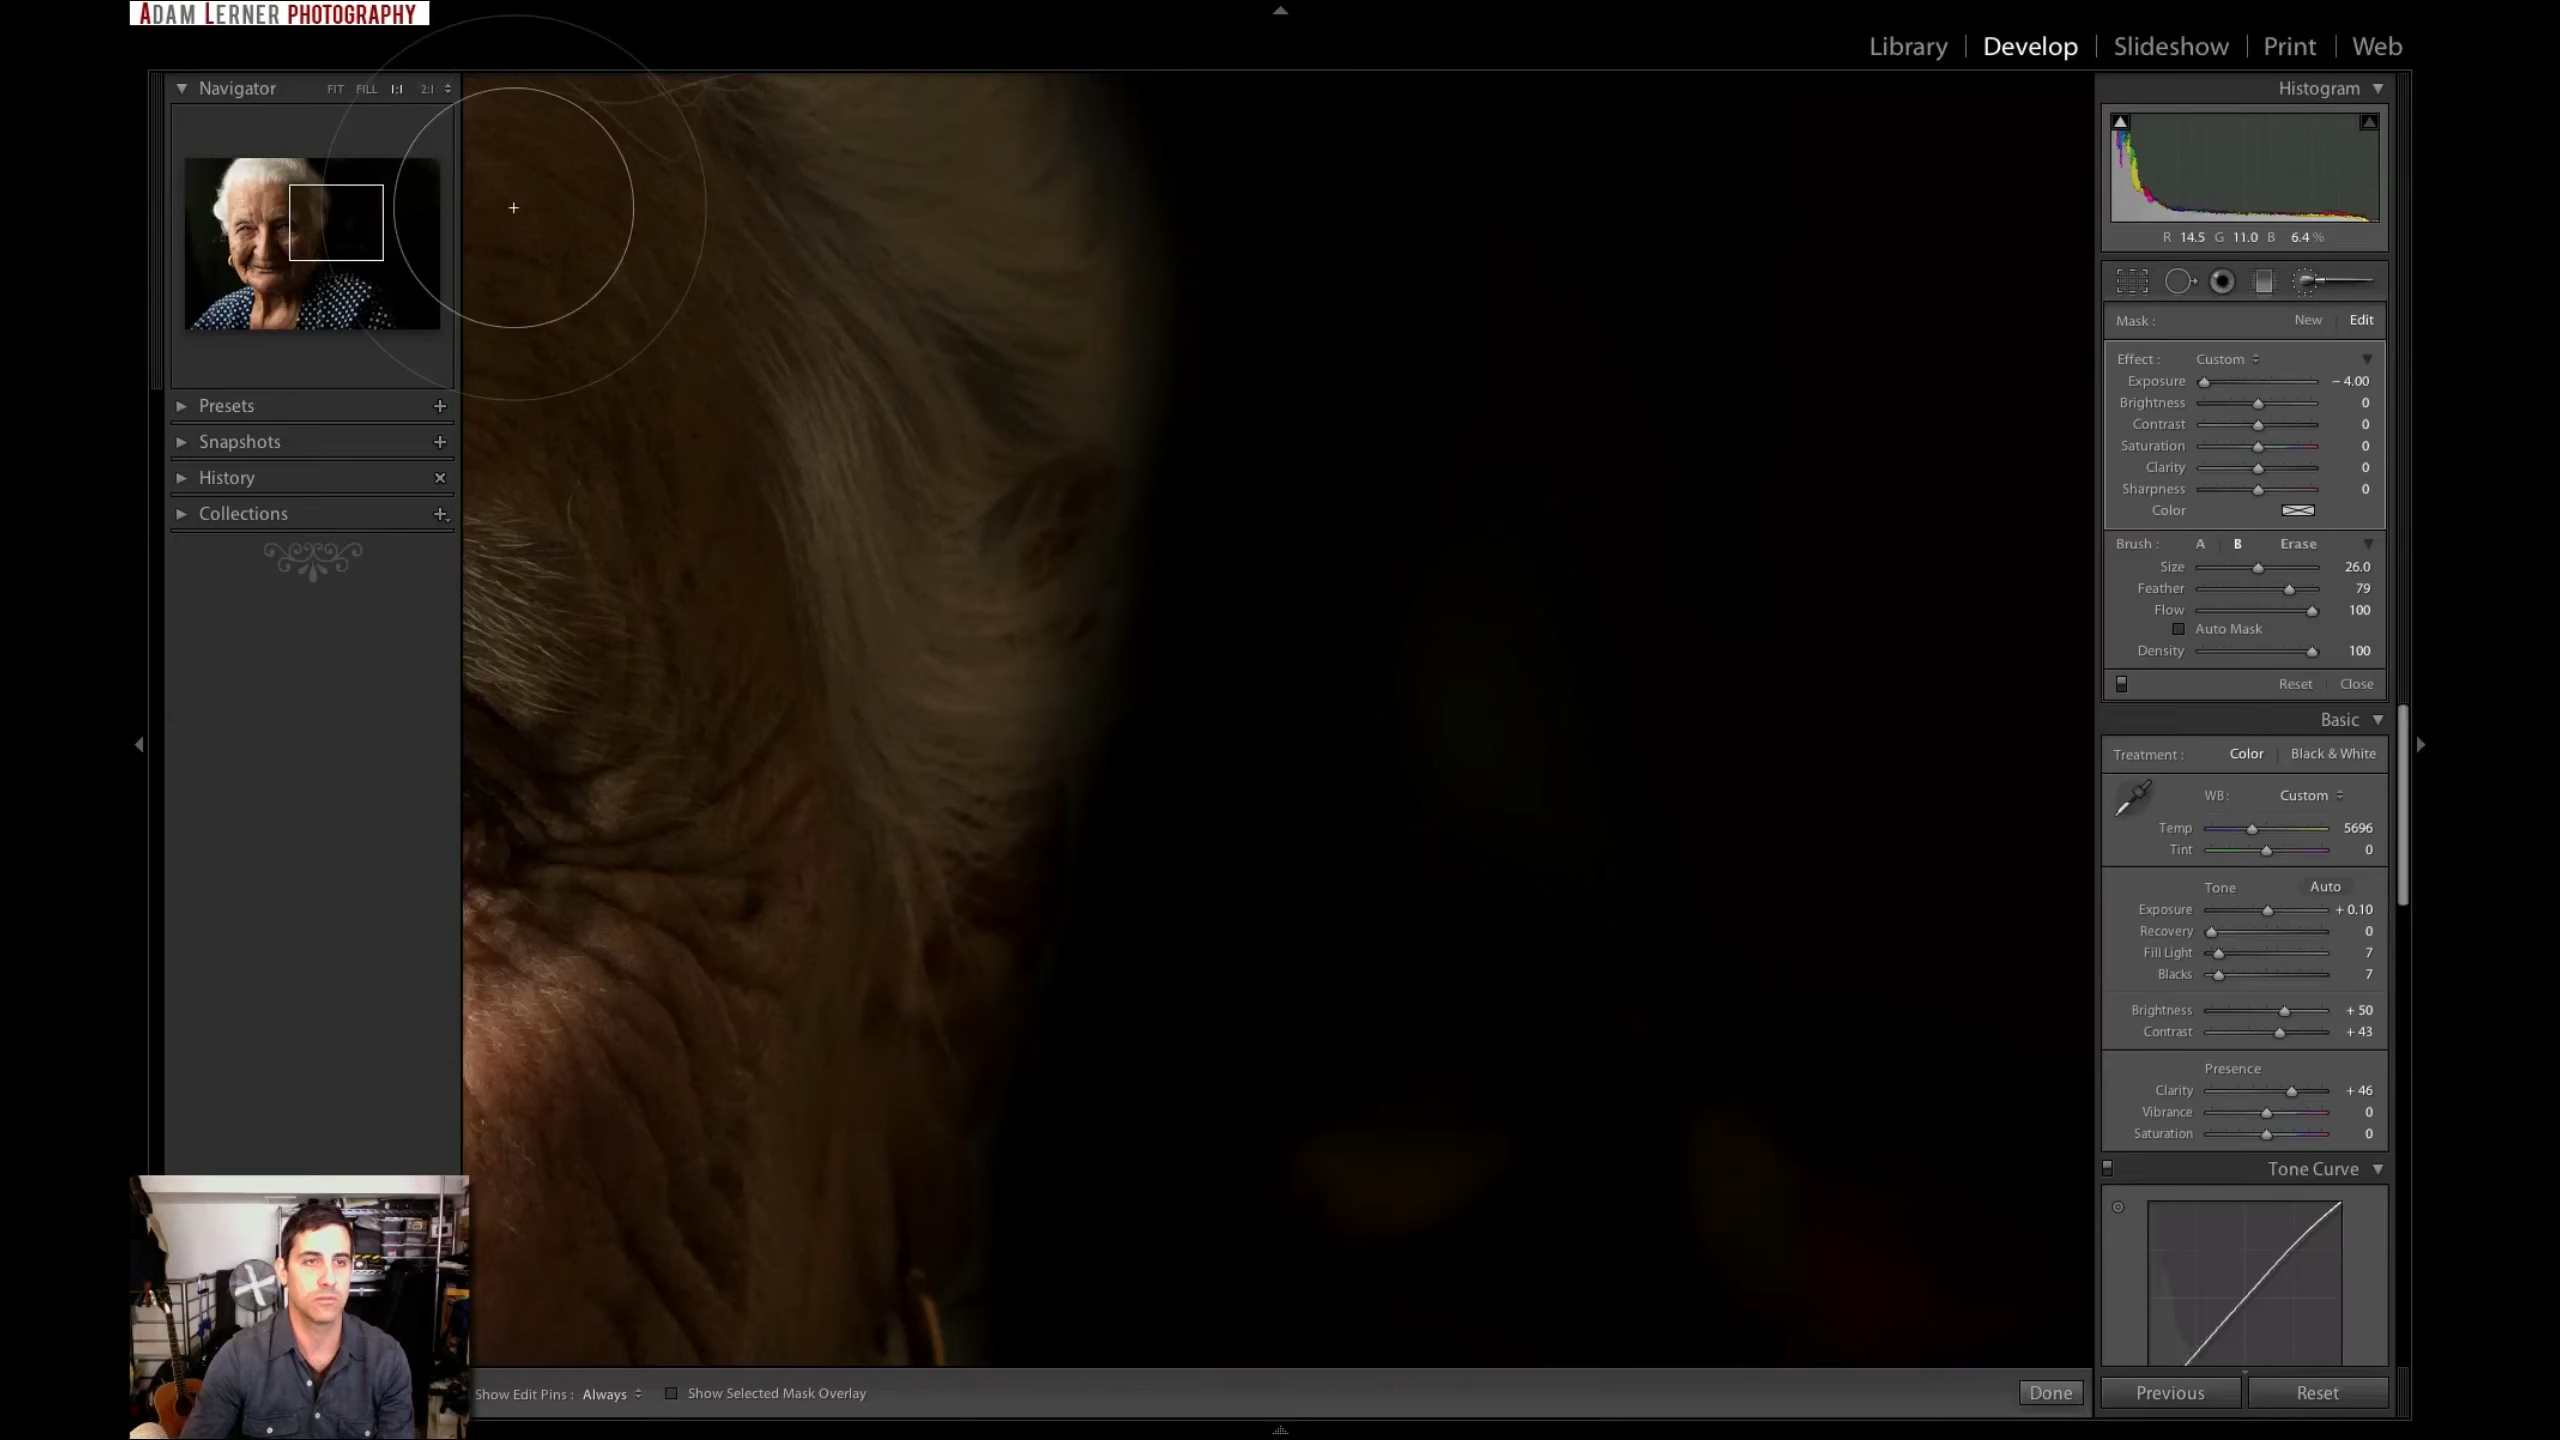 ADAM LERNER PHOTOGRAPHY
Library | Develop | Slideshow | Print | Web
Navigator FIT FILL 1:1 2:1
Presets
Snapshots
History
Collections
Histogram
R 14.5 G 11.0 B 6.4 %
Mask : New Edit
Effect : Custom
Exposure - 4.00
Brightness 0
Contrast 0
Saturation 0
Clarity 0
Sharpness 0
Color
Brush : A B Erase
Size 26.0
Feather 79
Flow 100
Auto Mask
Density 100
Reset Close
Basic
Treatment : Color Black & White
WB : Custom
Temp 5696
Tint 0
Tone Auto
Exposure + 0.10
Recovery 0
Fill Light 7
Blacks 7
Brightness + 50
Contrast + 43
Presence
Clarity + 46
Vibrance 0
Saturation 0
Tone Curve
Show Edit Pins : Always Show Selected Mask Overlay Done
Previous Reset